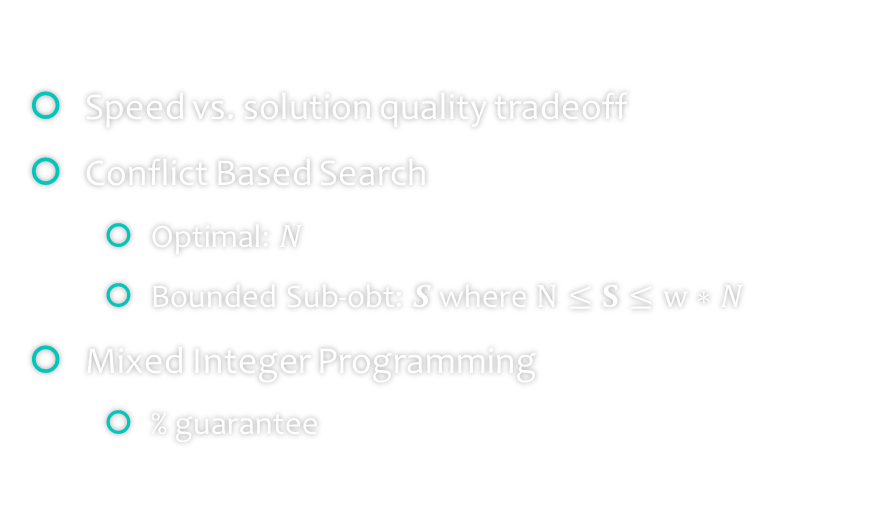 Speed vs. solution quality tradeoff
Conflict Based Search
Optimal: N
Bounded Sub-obt: S where N ≤ S ≤ w * N
Mixed Integer Programming
% guarantee